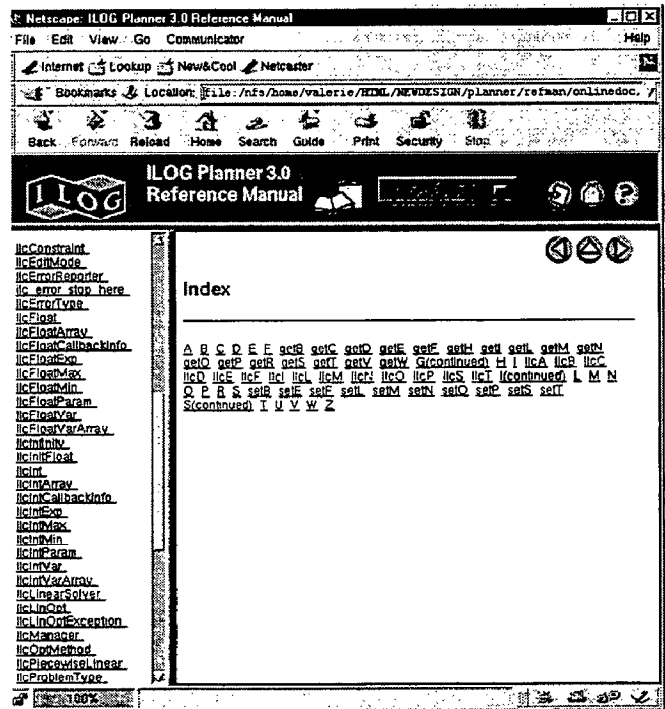 Netscape: ILOG Planner 3.0 Reference Manual
File Edit View Go Communicator Help
Internet Lookup New&Cool Netcaster
Bookmarks Location: file:/nfs/home/valerie/HTML/NEWDESIGN/planner/refman/onlinedoc.
Back Forward Reload Home Search Guide Print Security Stop
ILOG
ILOG Planner 3.0
Reference Manual
IlcConstraint
IlcEditMode
IlcErrorReporter
ilc_error_stop_here
IlcErrorType
IlcFloat
IlcFloatArray
IlcFloatCallbackInfo
IlcFloatExp
IlcFloatMax
IlcFloatMin
IlcFloatParam
IlcFloatVar
IlcFloatVarArray
IlcInfinity
IlcInitFloat
IlcInt
IlcIntArray
IlcIntCallbackInfo
IlcIntExp
IlcIntMax
IlcIntMin
IlcIntParam
IlcIntVar
IlcIntVarArray
IlcLinearSolver
IlcLinOpt
IlcLinOptException
IlcManager
IlcOptMethod
IlcPiecewiseLinear
IlcProblemType
Index
A B C D E F getB getC getD getE getF getH getI getL getM getN
getO getP getR getS getT getV getW G(continued) H I IlcA IlcB IlcC
IlcD IlcE IlcF IlcI IlcL IlcM IlcN IlcO IlcP IlcS IlcT I(continued) L M N
O P R S setB setE setF setL setM setN setO setP setS setT
S(continued) T U V W Z
100%